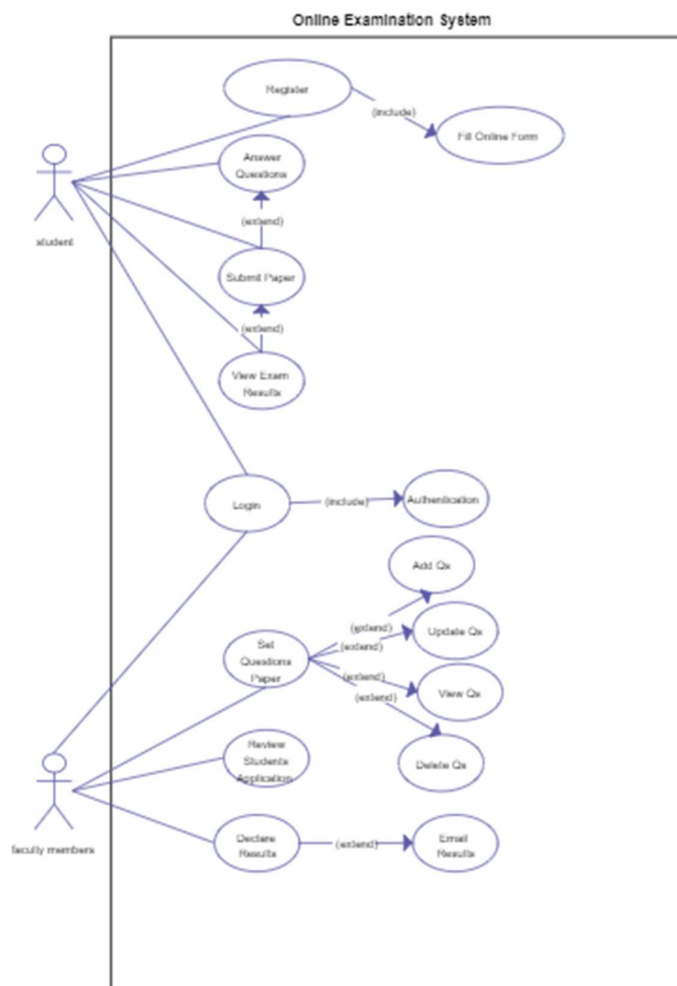 Online Examination System
Register
(include)
Fill Online Form
Answer
Questions
(extend)
student
Submit Paper
(extend)
View Exam
Results
Login
(include)
Authentication
Add Qs
(extend)
Update Qs
(extend)
Set
Questions
Paper
(extend)
View Qs
(extend)
Review
Students
Application
Delete Qs
faculty members
Declare
Results
(extend)
Email
Results